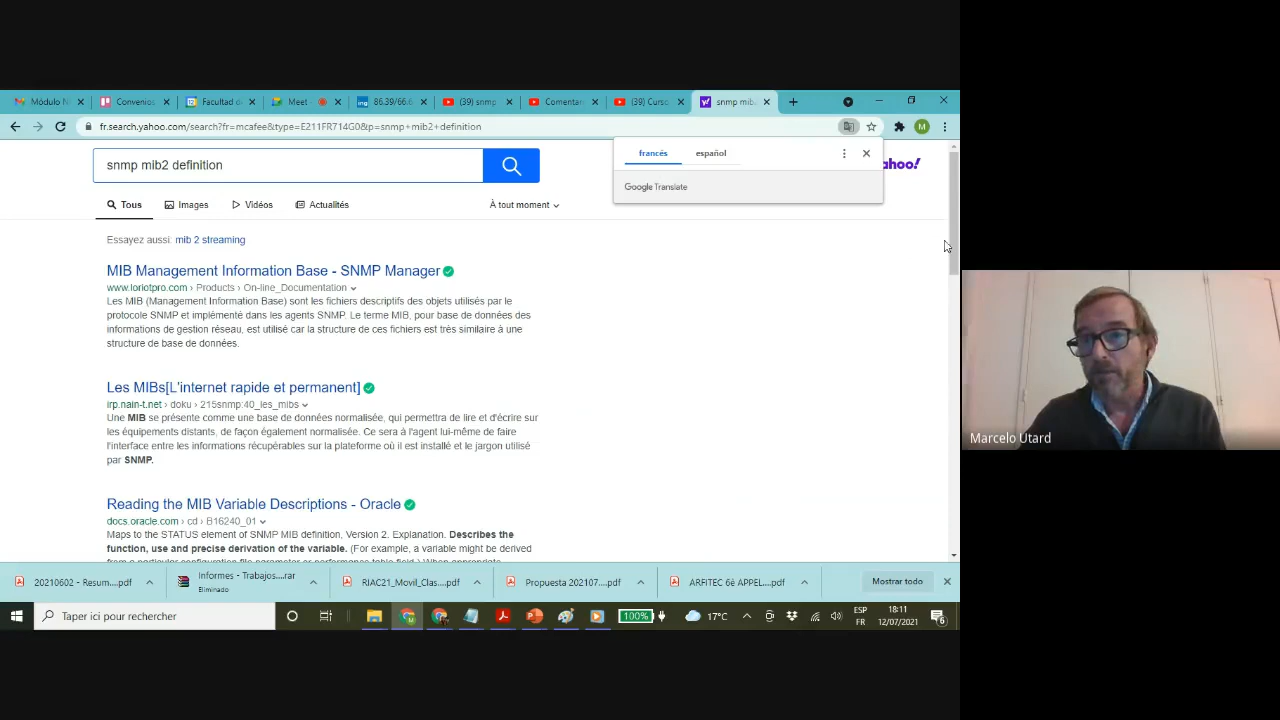 Módulo N
Convenios
Facultad de
Meet
86.39/66.6
(39) snmp
Comentar
(39) Curso
snmp mib
fr.search.yahoo.com/search?fr=mcafee&type=E211FR714G0&p=snmp+mib2+definition
M
francés
español
Google Translate
ahoo!
snmp mib2 definition
Tous
Images
Vidéos
Actualités
À tout moment
Essayez aussi: mib 2 streaming
MIB Management Information Base - SNMP Manager
www.loriotpro.com › Products › On-line_Documentation
Les MIB (Management Information Base) sont les fichiers descriptifs des objets utilisés par le
protocole SNMP et implémenté dans les agents SNMP. Le terme MIB, pour base de données des
informations de gestion réseau, est utilisé car la structure de ces fichiers est très similaire à une
structure de base de données.
Les MIBs[L'internet rapide et permanent]
irp.nain-t.net › doku › 215snmp:40_les_mibs
Une MIB se présente comme une base de données normalisée, qui permettra de lire et d'écrire sur
les équipements distants, de façon également normalisée. Ce sera à l'agent lui-même de faire
l'interface entre les informations récupérables sur la plateforme où il est installé et le jargon utilisé
par SNMP.
Reading the MIB Variable Descriptions - Oracle
docs.oracle.com › cd › B16240_01
Maps to the STATUS element of SNMP MIB definition, Version 2. Explanation. Describes the
function, use and precise derivation of the variable. (For example, a variable might be derived
Marcelo Utard
20210602 - Resum....pdf
Informes - Trabajos....rar
Eliminado
RIAC21_Movil_Clas....pdf
Propuesta 202107....pdf
ARFITEC 6è APPEL....pdf
Mostrar todo
Taper ici pour rechercher
100%
17°C
ESP
FR
18:11
12/07/2021
6